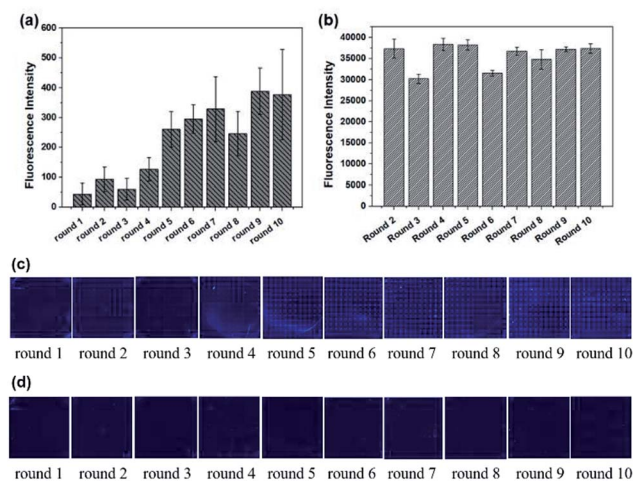 (a)
Fluorescence Intensity
600
500
400
300
200
100
0
round 1
round 2
round 3
round 4
round 5
round 6
round 7
round 8
round 9
round 10
(b)
Fluorescence Intensity
40000
35000
30000
25000
20000
15000
10000
5000
0
Round 2
Round 3
Round 4
Round 5
Round 6
Round 7
Round 8
Round 9
Round 10
(c)
round 1 round 2 round 3 round 4 round 5 round 6 round 7 round 8 round 9 round 10
(d)
round 1 round 2 round 3 round 4 round 5 round 6 round 7 round 8 round 9 round 10